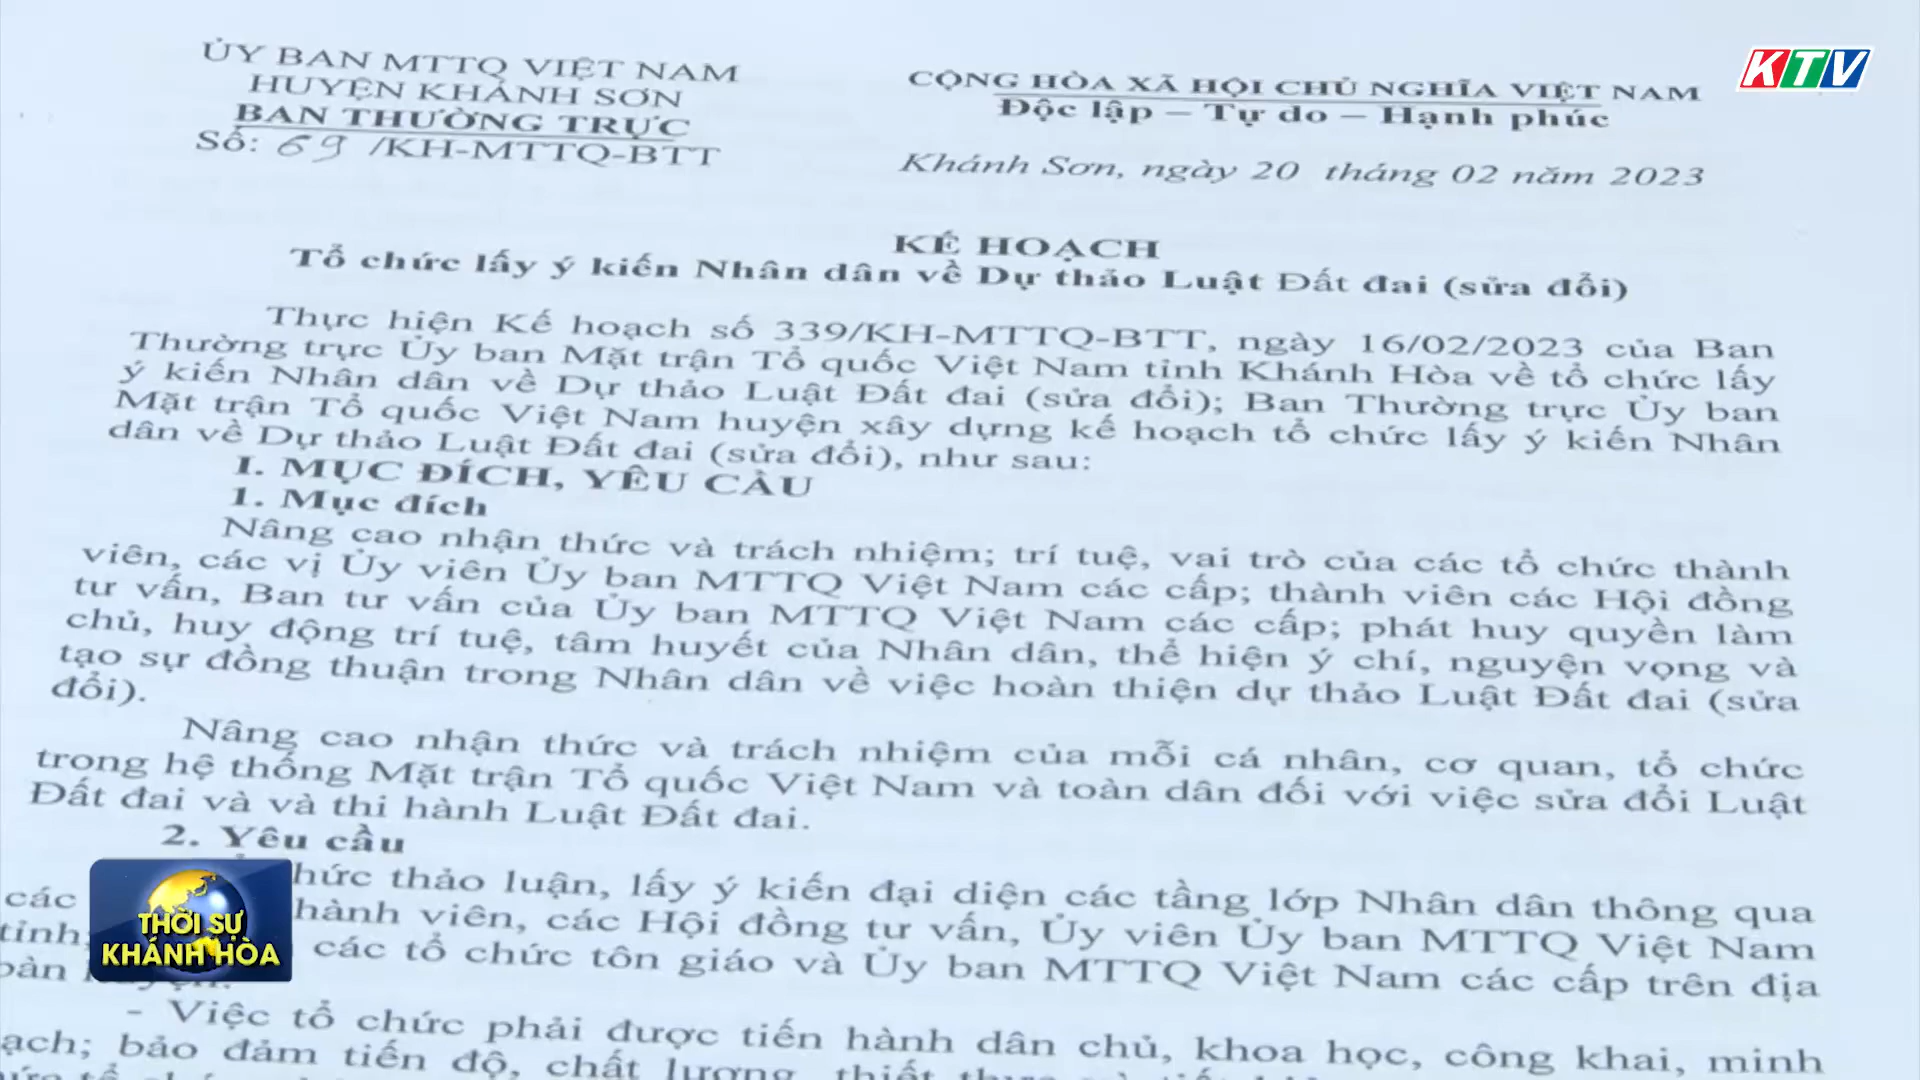 KTV
ỦY BAN MTTQ VIỆT NAM
HUYỆN KHÁNH SƠN
BAN THƯỜNG TRỰC
Số: 69 /KH-MTTQ-BTT
CỘNG HÒA XÃ HỘI CHỦ NGHĨA VIỆT NAM
Độc lập – Tự do – Hạnh phúc
Khánh Sơn, ngày 20 tháng 02 năm 2023
KẾ HOẠCH
Tổ chức lấy ý kiến Nhân dân về Dự thảo Luật Đất đai (sửa đổi)
Thực hiện Kế hoạch số 339/KH-MTTQ-BTT, ngày 16/02/2023 của Ban
Thường trực Ủy ban Mặt trận Tổ quốc Việt Nam tỉnh Khánh Hòa về tổ chức lấy
ý kiến Nhân dân về Dự thảo Luật Đất đai (sửa đổi); Ban Thường trực Ủy ban
Mặt trận Tổ quốc Việt Nam huyện xây dựng kế hoạch tổ chức lấy ý kiến Nhân
dân về Dự thảo Luật Đất đai (sửa đổi), như sau:
I. MỤC ĐÍCH, YÊU CẦU
1. Mục đích
Nâng cao nhận thức và trách nhiệm; trí tuệ, vai trò của các tổ chức thành
viên, các vị Ủy viên Ủy ban MTTQ Việt Nam các cấp; thành viên các Hội đồng
tư vấn, Ban tư vấn của Ủy ban MTTQ Việt Nam các cấp; phát huy quyền làm
chủ, huy động trí tuệ, tâm huyết của Nhân dân, thể hiện ý chí, nguyện vọng và
tạo sự đồng thuận trong Nhân dân về việc hoàn thiện dự thảo Luật Đất đai (sửa
đổi).
Nâng cao nhận thức và trách nhiệm của mỗi cá nhân, cơ quan, tổ chức
trong hệ thống Mặt trận Tổ quốc Việt Nam và toàn dân đối với việc sửa đổi Luật
Đất đai và và thi hành Luật Đất đai.
2. Yêu cầu
hức thảo luận, lấy ý kiến đại diện các tầng lớp Nhân dân thông qua
các hành viên, các Hội đồng tư vấn, Ủy viên Ủy ban MTTQ Việt Nam
tỉnh, các tổ chức tôn giáo và Ủy ban MTTQ Việt Nam các cấp trên địa
bàn huyện.
- Việc tổ chức phải được tiến hành dân chủ, khoa học, công khai, minh
ạch; bảo đảm tiến độ, chất lượng,
THỜI SỰ
KHÁNH HÒA